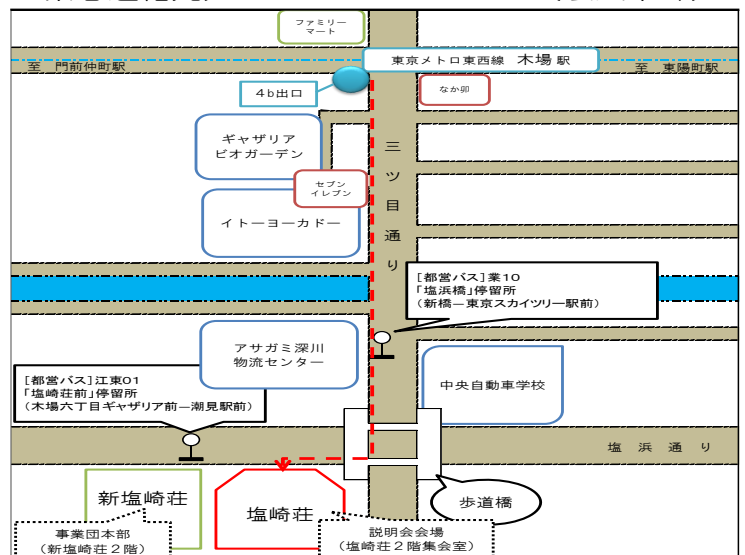 ファミリー
マート
至 門前仲町駅
東京メトロ東西線 木場駅
至 東陽町駅
4b出口
なか卯
ギャザリア
ビオガーデン
三ツ目通り
セブン
イレブン
イトーヨーカドー
[都営バス]業10
「塩浜橋」停留所
(新橋―東京スカイツリー駅前)
アサガミ深川
物流センター
中央自動車学校
[都営バス]江東01
「塩崎荘前」停留所
(木場六丁目ギャザリア前―潮見駅前)
塩浜通り
新塩崎荘
塩崎荘
歩道橋
事業団本部
(新塩崎荘2階)
説明会会場
(塩崎荘2階集会室)